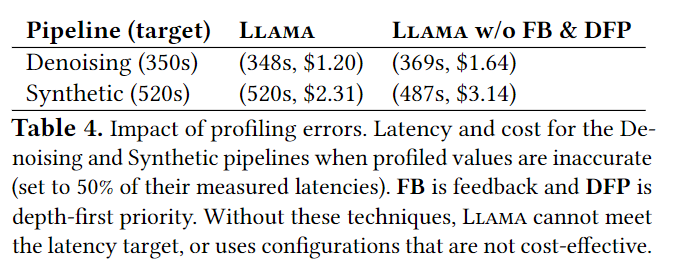 Pipeline (target) LLAMA LLAMA w/o FB & DFP
Denoising (350s) (348s, $1.20) (369s, $1.64)
Synthetic (520s) (520s, $2.31) (487s, $3.14)
Table 4. Impact of profiling errors. Latency and cost for the De-
noising and Synthetic pipelines when profiled values are inaccurate
(set to 50% of their measured latencies). FB is feedback and DFP is
depth-first priority. Without these techniques, LLAMA cannot meet
the latency target, or uses configurations that are not cost-effective.